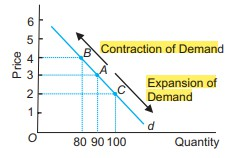 6
5
4
3
2
1
O
Price
B
A
C
d
Contraction of Demand
Expansion of
Demand
80 90 100
Quantity